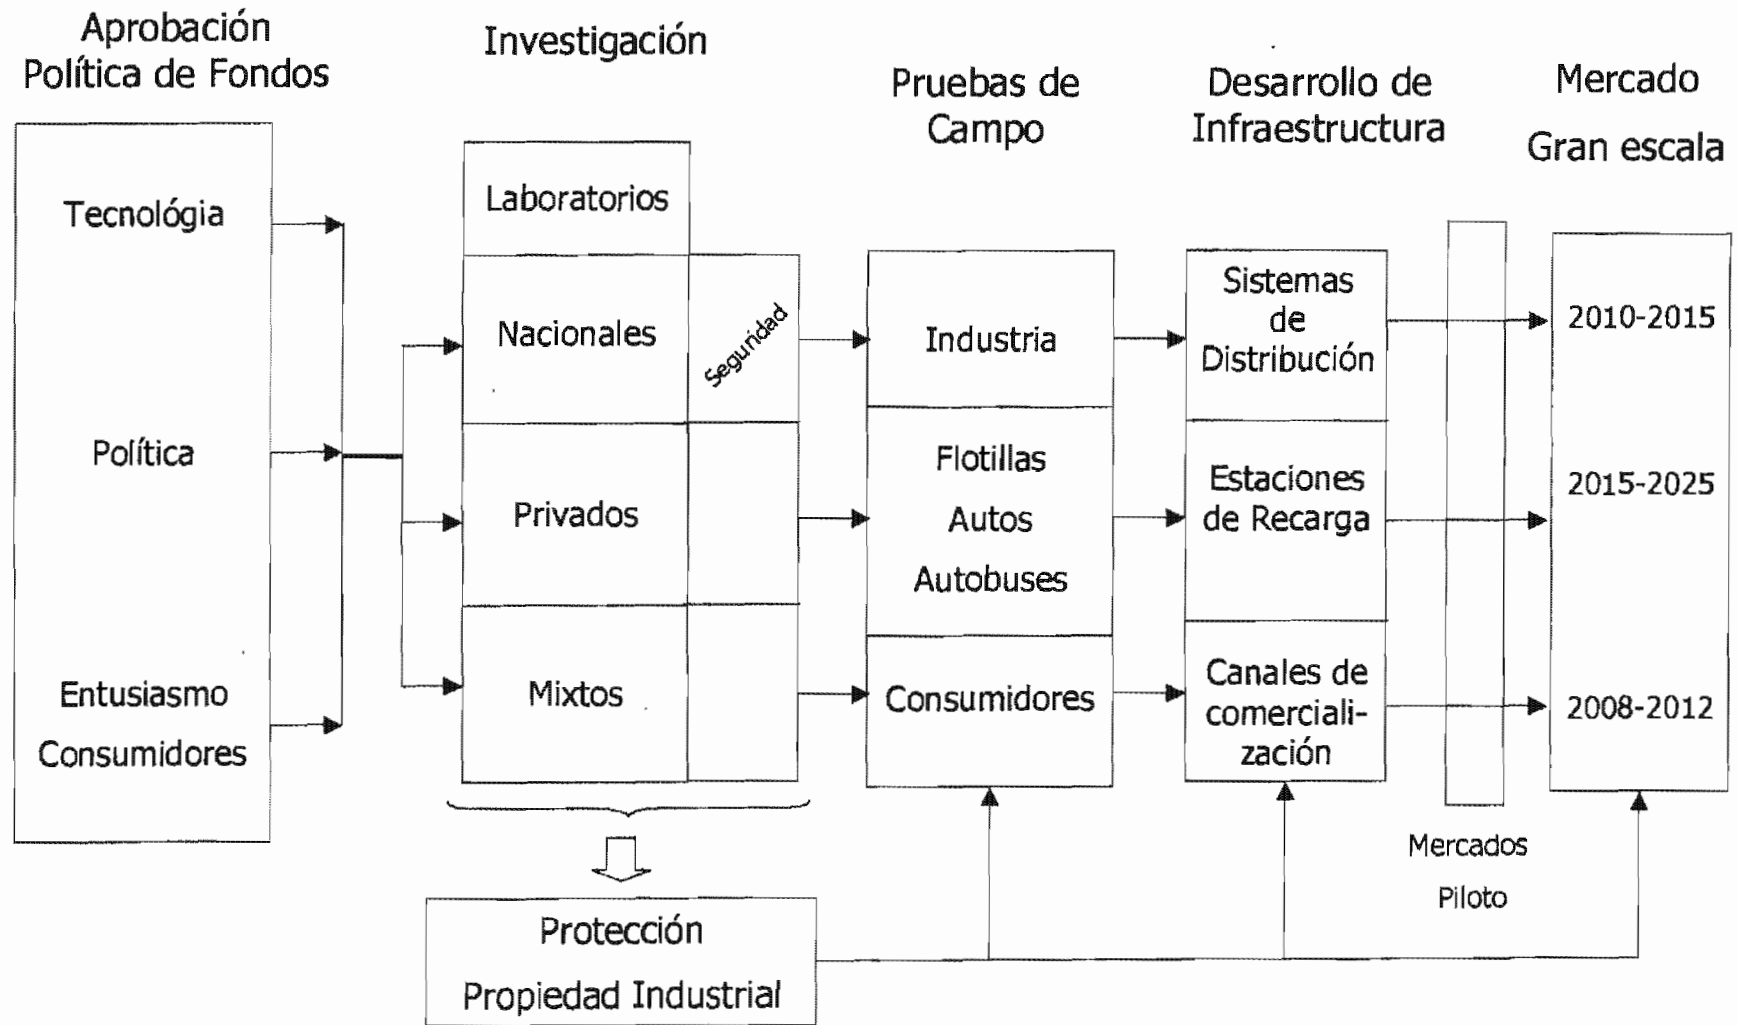 Aprobación
Política de Fondos
Investigación
Pruebas de
Campo
Desarrollo de
Infraestructura
Mercado
Gran escala
Tecnológia
Política
Entusiasmo
Consumidores
Laboratorios
Nacionales
Seguridad
Privados
Mixtos
Industria
Flotillas
Autos
Autobuses
Consumidores
Sistemas
de
Distribución
Estaciones
de Recarga
Canales de
comerciali-
zación
2010-2015
2015-2025
2008-2012
Mercados
Piloto
Protección
Propiedad Industrial